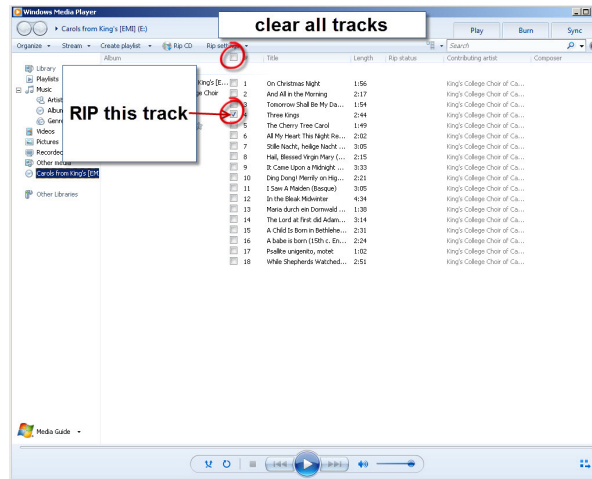 Windows Media Player
clear all tracks
Carols from King's [EMI] (E:)
Play Burn Sync
Organize Stream Create playlist Rip CD Rip settings Search
Album # Title Length Rip status Contributing artist Composer
Library
Playlists
Music
Artist
Album
Genre
Videos
Pictures
Recorded
Other media
Carols from King's [EM
Other Libraries
RIP this track
King's [E...
ge Choir
1 On Christmas Night 1:56 King's College Choir of Ca...
2 And All in the Morning 2:17 King's College Choir of Ca...
3 Tomorrow Shall Be My Da... 1:54 King's College Choir of Ca...
4 Three Kings 2:44 King's College Choir of Ca...
5 The Cherry Tree Carol 1:49 King's College Choir of Ca...
6 All My Heart This Night Re... 2:02 King's College Choir of Ca...
7 Stille Nacht, heilige Nacht ... 3:05 King's College Choir of Ca...
8 Hail, Blessed Virgin Mary (... 2:15 King's College Choir of Ca...
9 It Came Upon a Midnight ... 3:33 King's College Choir of Ca...
10 Ding Dong! Merrily on Hig... 2:21 King's College Choir of Ca...
11 I Saw A Maiden (Basque) 3:05 King's College Choir of Ca...
12 In the Bleak Midwinter 4:34 King's College Choir of Ca...
13 Maria durch ein Dornwald ... 1:38 King's College Choir of Ca...
14 The Lord at first did Adam... 3:14 King's College Choir of Ca...
15 A Child Is Born in Bethlehe... 2:31 King's College Choir of Ca...
16 A babe is born (15th c. En... 2:24 King's College Choir of Ca...
17 Psallite unigenito, motet 1:02 King's College Choir of Ca...
18 While Shepherds Watched... 2:51 King's College Choir of Ca...
Media Guide